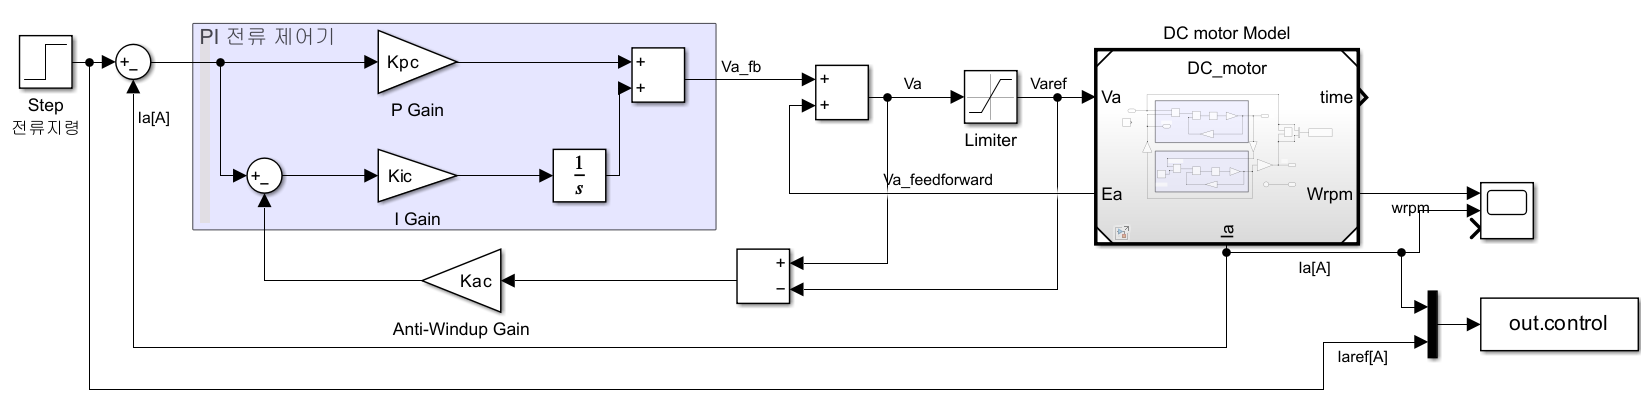 PI 전류 제어기
Step
전류지령
+
−
Ia[A]
Kpc
P Gain
+
−
Kic
I Gain
1
s
+
+
Va_fb
+
+
Va
Limiter
Varef
Va_feedforward
Kac
Anti-Windup Gain
+
−
DC motor Model
DC_motor
Va
time
Ea
Wrpm
Ia
wrpm
Ia[A]
Iaref[A]
out.control